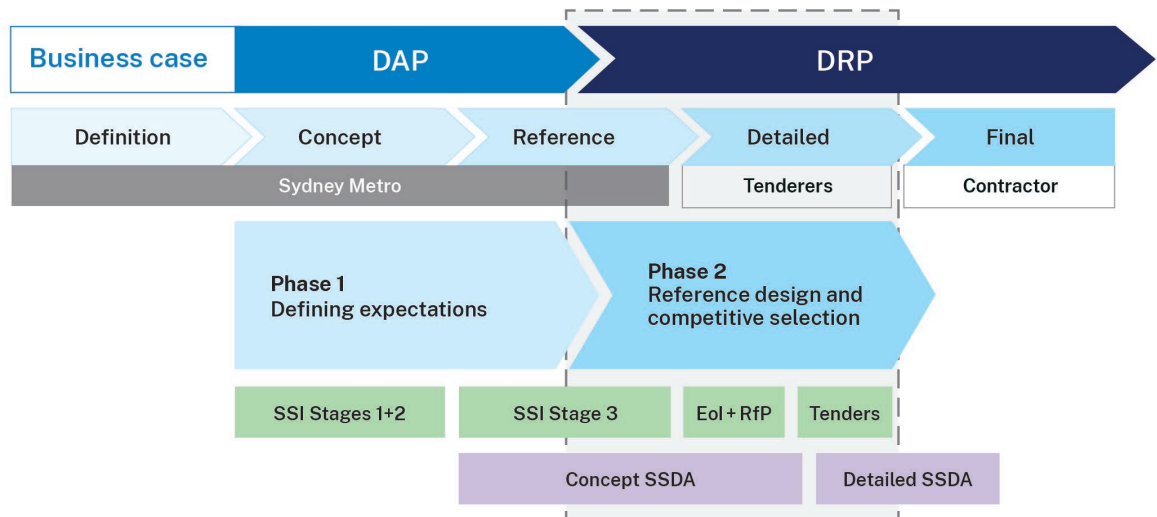 Business case
DAP
DRP
Definition
Concept
Reference
Detailed
Final
Sydney Metro
Tenderers
Contractor
Phase 1
Defining expectations
Phase 2
Reference design and
competitive selection
SSI Stages 1+2
SSI Stage 3
EoI + RfP
Tenders
Concept SSDA
Detailed SSDA